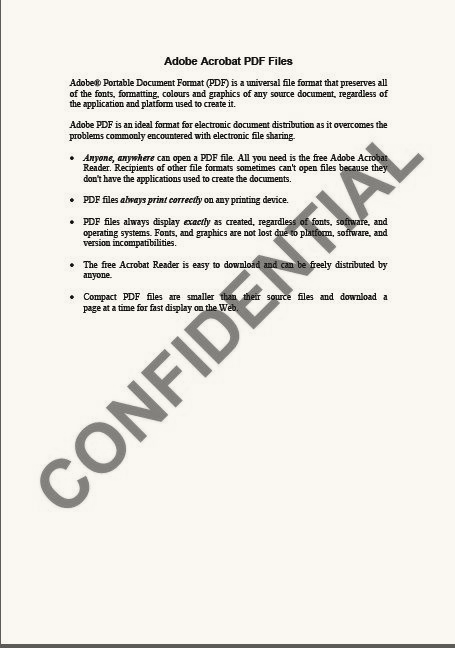 Adobe Acrobat PDF Files
Adobe® Portable Document Format (PDF) is a universal file format that preserves all
of the fonts, formatting, colours and graphics of any source document, regardless of
the application and platform used to create it.
Adobe PDF is an ideal format for electronic document distribution as it overcomes the
problems commonly encountered with electronic file sharing.
• Anyone, anywhere can open a PDF file. All you need is the free Adobe Acrobat
Reader. Recipients of other file formats sometimes can't open files because they
don't have the applications used to create the documents.
• PDF files always print correctly on any printing device.
• PDF files always display exactly as created, regardless of fonts, software, and
operating systems. Fonts, and graphics are not lost due to platform, software, and
version incompatibilities.
• The free Acrobat Reader is easy to download and can be freely distributed by
anyone.
• Compact PDF files are smaller than their source files and download a
page at a time for fast display on the Web.
CONFIDENTIAL